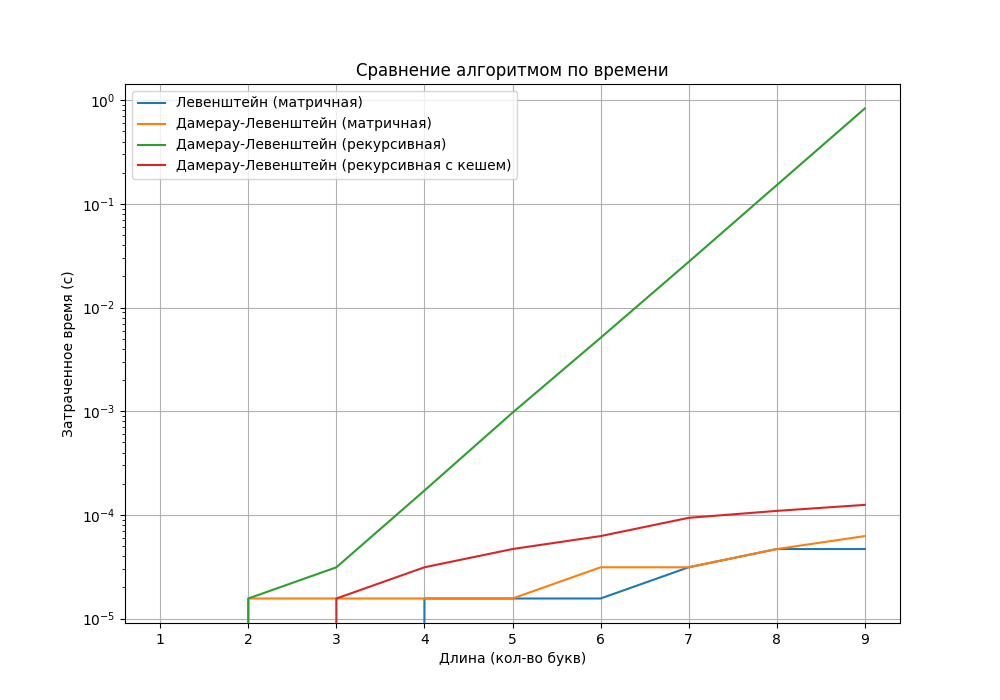 Сравнение алгоритмом по времени
Левенштейн (матричная)
Дамерау-Левенштейн (матричная)
Дамерау-Левенштейн (рекурсивная)
Дамерау-Левенштейн (рекурсивная с кешем)
Затраченное время (с)
10⁰
10⁻¹
10⁻²
10⁻³
10⁻⁴
10⁻⁵
1 2 3 4 5 6 7 8 9
Длина (кол-во букв)